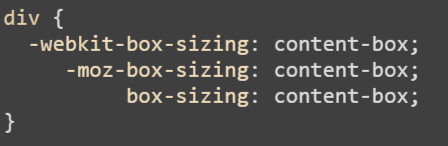 div {
  -webkit-box-sizing: content-box;
     -moz-box-sizing: content-box;
          box-sizing: content-box;
}